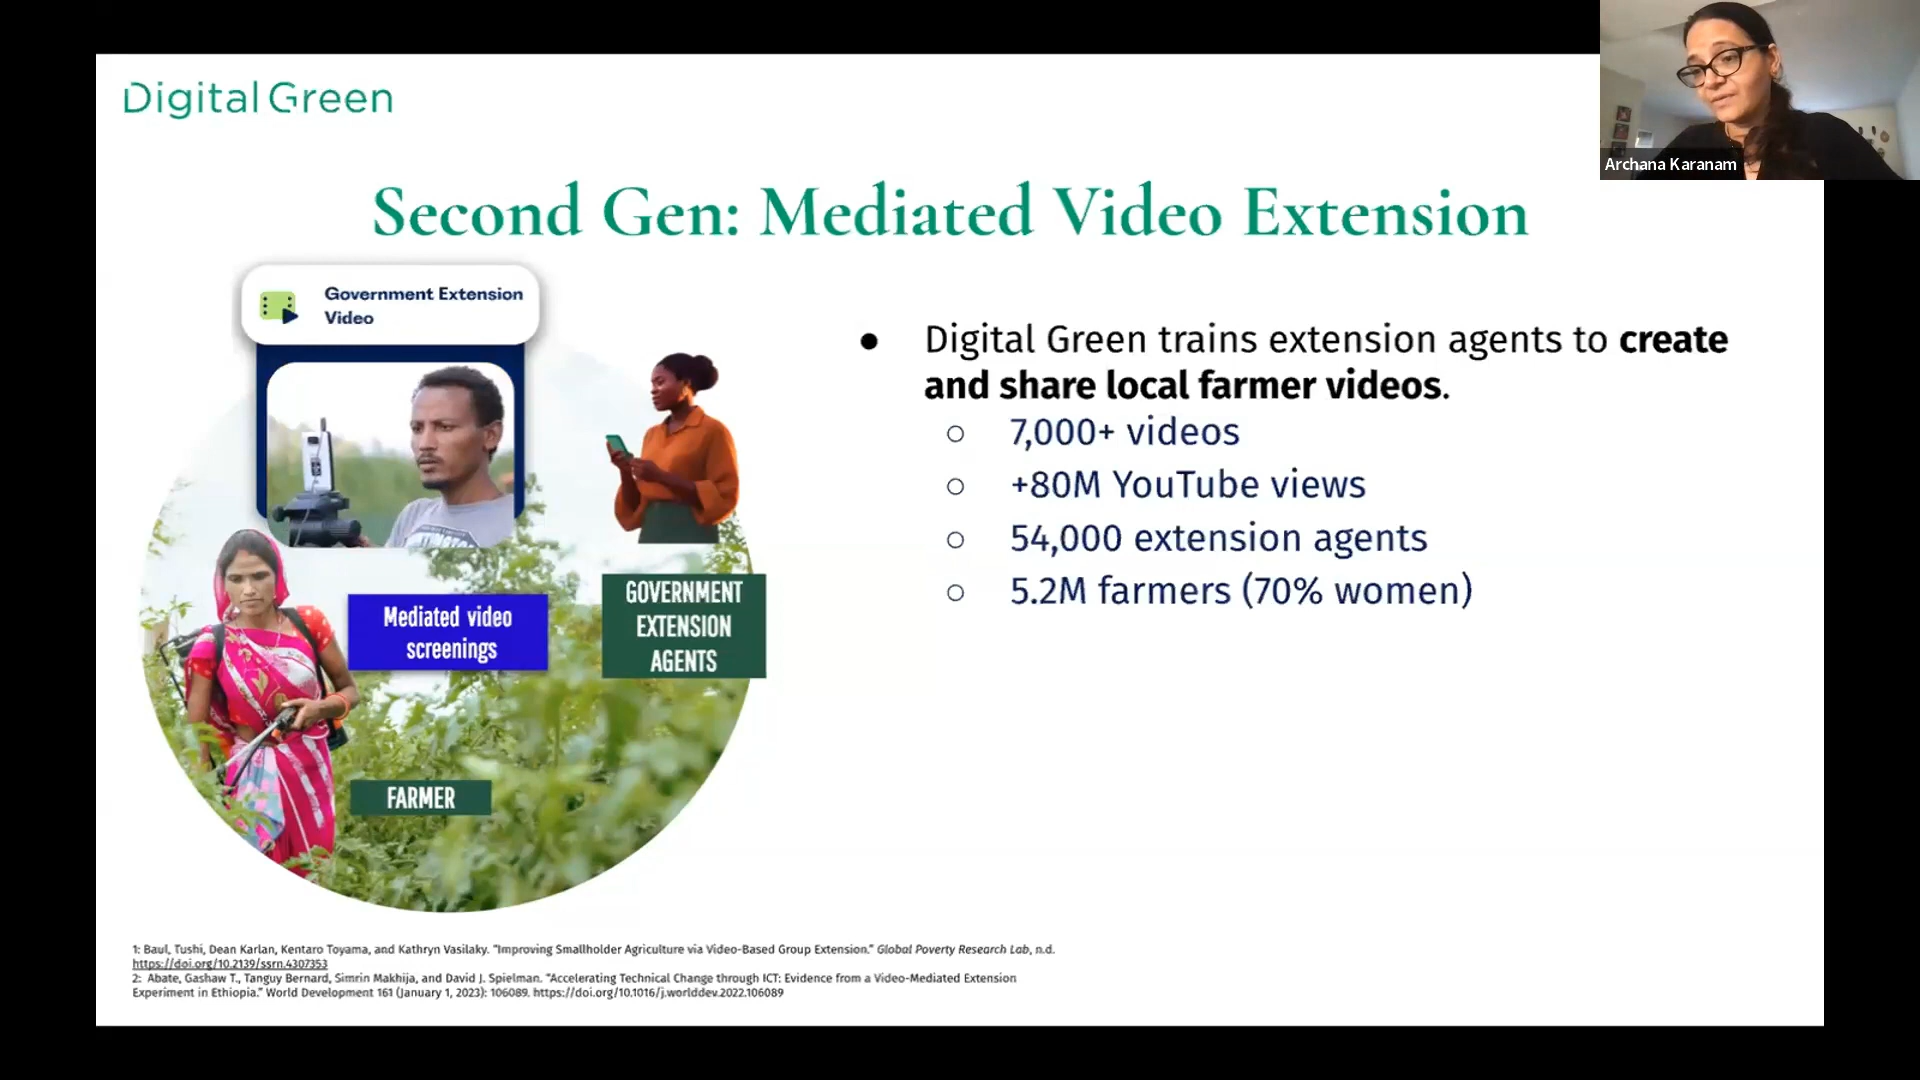 Digital Green
Archana Karanam
Second Gen: Mediated Video Extension
Government Extension
Video
Mediated video
screenings
GOVERNMENT
EXTENSION
AGENTS
FARMER
● Digital Green trains extension agents to create
and share local farmer videos.
○ 7,000+ videos
○ +80M YouTube views
○ 54,000 extension agents
○ 5.2M farmers (70% women)
1: Baul, Tushi, Dean Karlan, Kentaro Toyama, and Kathryn Vasilaky. "Improving Smallholder Agriculture via Video-Based Group Extension." Global Poverty Research Lab, n.d.
https://doi.org/10.2139/ssrn.4307353
2: Abate, Gashaw T., Tanguy Bernard, Simrin Makhija, and David J. Spielman. "Accelerating Technical Change through ICT: Evidence from a Video-Mediated Extension
Experiment in Ethiopia." World Development 161 (January 1, 2023): 106089. https://doi.org/10.1016/j.worlddev.2022.106089